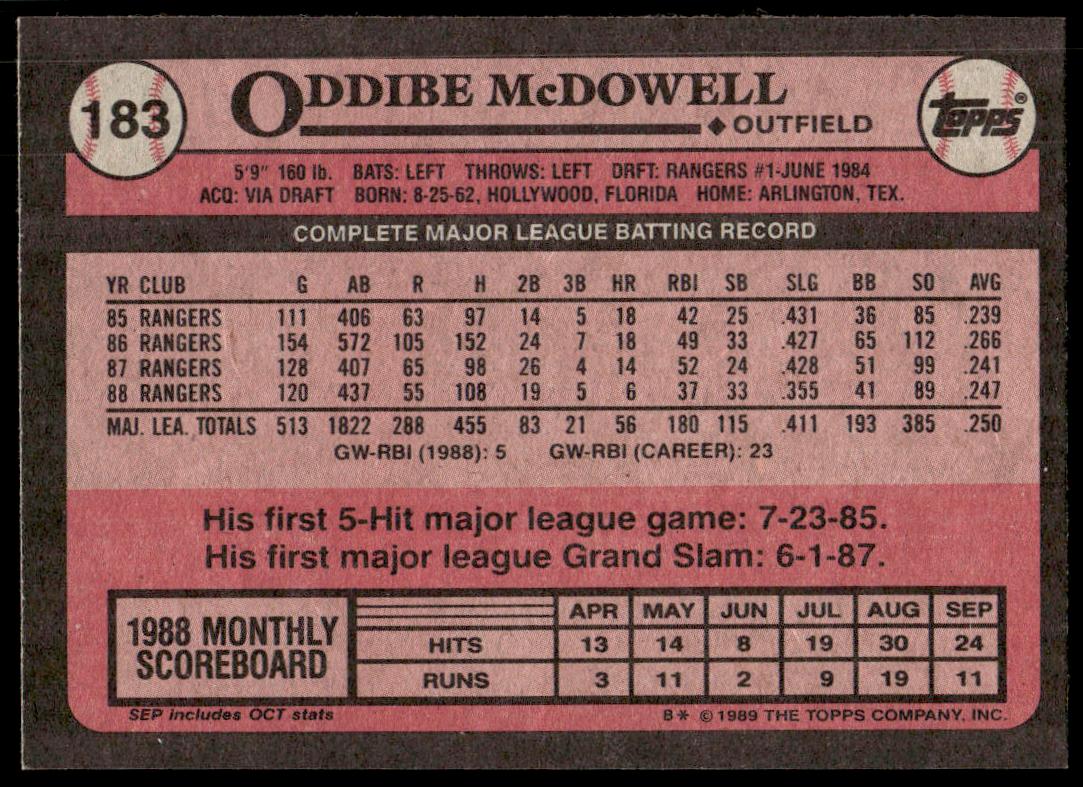 183
ODDIBE McDOWELL
◆ OUTFIELD
TOPPS®
5'9" 160 lb. BATS: LEFT THROWS: LEFT DRFT: RANGERS #1-JUNE 1984
ACQ: VIA DRAFT BORN: 8-25-62, HOLLYWOOD, FLORIDA HOME: ARLINGTON, TEX.
COMPLETE MAJOR LEAGUE BATTING RECORD
YR CLUB G AB R H 2B 3B HR RBI SB SLG BB SO AVG
85 RANGERS 111 406 63 97 14 5 18 42 25 .431 36 85 .239
86 RANGERS 154 572 105 152 24 7 18 49 33 .427 65 112 .266
87 RANGERS 128 407 65 98 26 4 14 52 24 .428 51 99 .241
88 RANGERS 120 437 55 108 19 5 6 37 33 .355 41 89 .247
MAJ. LEA. TOTALS 513 1822 288 455 83 21 56 180 115 .411 193 385 .250
GW-RBI (1988): 5 GW-RBI (CAREER): 23
His first 5-Hit major league game: 7-23-85.
His first major league Grand Slam: 6-1-87.
1988 MONTHLY
SCOREBOARD
APR MAY JUN JUL AUG SEP
HITS 13 14 8 19 30 24
RUNS 3 11 2 9 19 11
SEP includes OCT stats
B* © 1989 THE TOPPS COMPANY, INC.